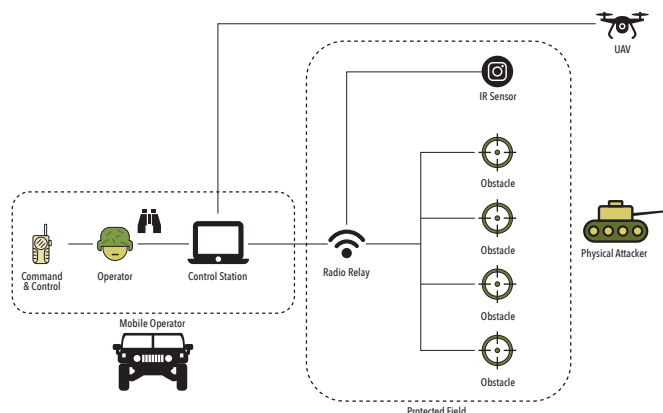 UAV
IR Sensor
Obstacle
Obstacle
Obstacle
Obstacle
Physical Attacker
Command
& Control
Operator
Control Station
Radio Relay
Mobile Operator
Protected Field